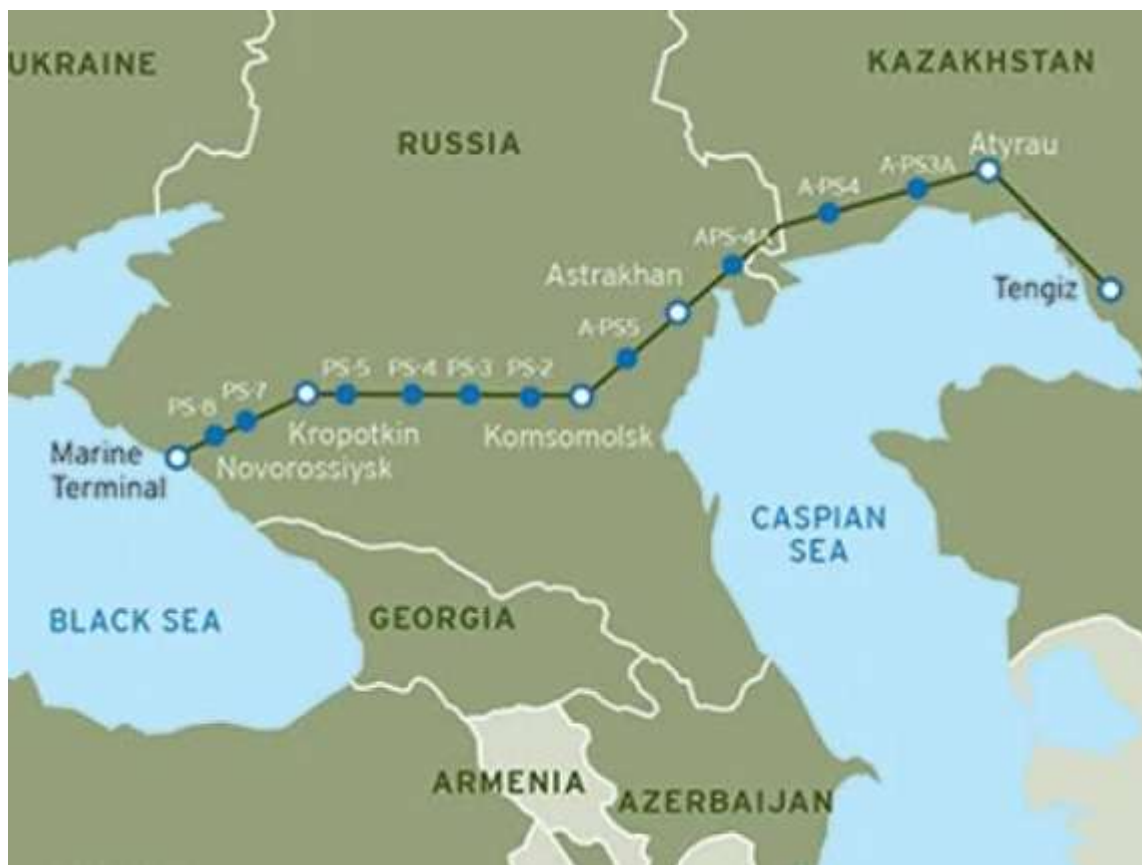 UKRAINE
KAZAKHSTAN
RUSSIA
Atyrau
A-PS3A
A-PS4
APS-4A
Astrakhan
Tengiz
A-PS5
PS-5
PS-4
PS-3
PS-2
PS-7
PS-8
Kropotkin
Komsomolsk
Marine
Terminal
Novorossiysk
CASPIAN
SEA
BLACK SEA
GEORGIA
ARMENIA
AZERBAIJAN